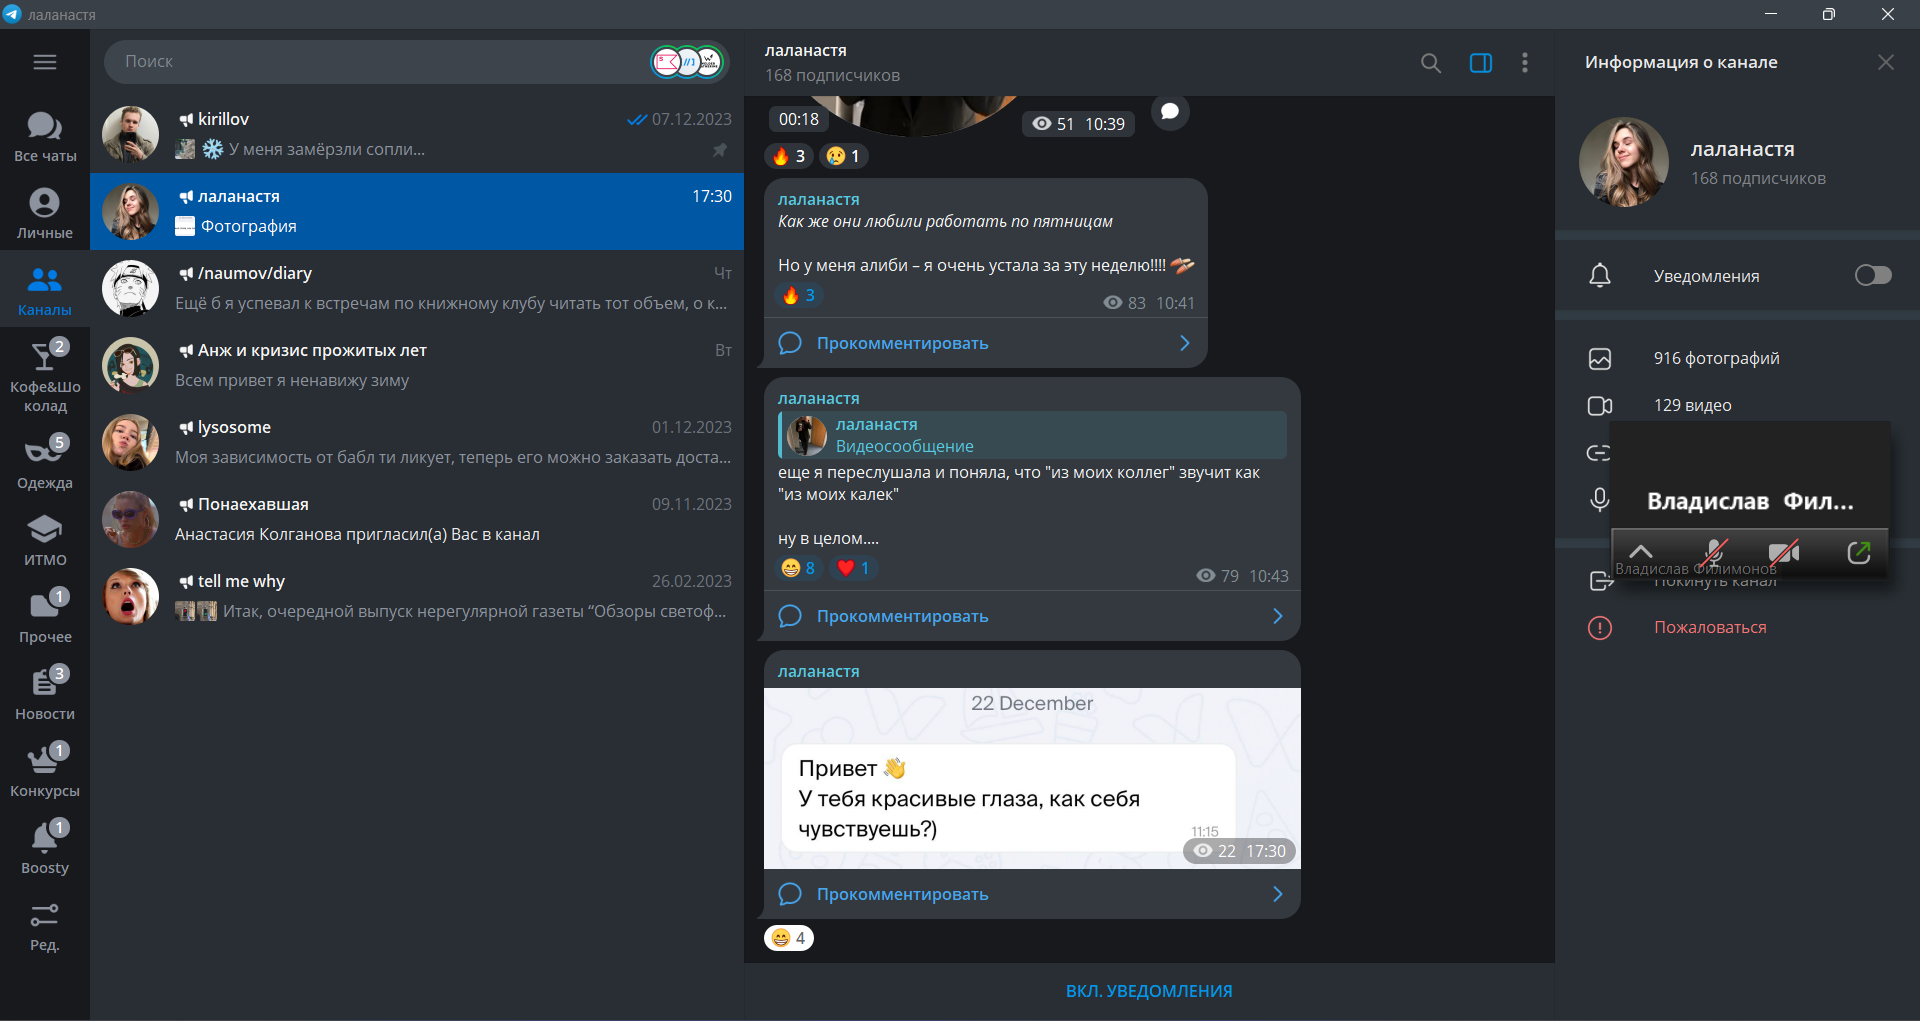 лаланастя
Все чаты
Личные
Каналы
2
Кофе&Шо
колад
5
Одежда
ИТМО
1
Прочее
3
Новости
1
Конкурсы
1
Boosty
Ред.
Поиск
kirillov
07.12.2023
У меня замёрзли сопли...
лаланастя
17:30
Фотография
/naumov/diary
Чт
Ещё б я успевал к встречам по книжному клубу читать тот объем, о к...
Анж и кризис прожитых лет
Вт
Всем привет я ненавижу зиму
lysosome
01.12.2023
Моя зависимость от бабл ти ликует, теперь его можно заказать доста...
Понаехавшая
09.11.2023
Анастасия Колганова пригласил(а) Вас в канал
tell me why
26.02.2023
Итак, очередной выпуск нерегулярной газеты “Обзоры светоф...
лаланастя
168 подписчиков
00:18
51 10:39
🔥 3 😢 1
лаланастя
Как же они любили работать по пятницам
Но у меня алиби – я очень устала за эту неделю!!!!
🔥 3
83 10:41
Прокомментировать
лаланастя
лаланастя
Видеосообщение
еще я переслушала и поняла, что "из моих коллег" звучит как
"из моих калек"
ну в целом....
😁 8 ❤️ 1
79 10:43
Прокомментировать
лаланастя
22 December
Привет 👋
У тебя красивые глаза, как себя
чувствуешь?)
11:15
22 17:30
Прокомментировать
😁 4
ВКЛ. УВЕДОМЛЕНИЯ
Информация о канале
лаланастя
168 подписчиков
Уведомления
916 фотографий
129 видео
Владислав Фил...
Владислав Филимонов
Покинуть канал
Пожаловаться